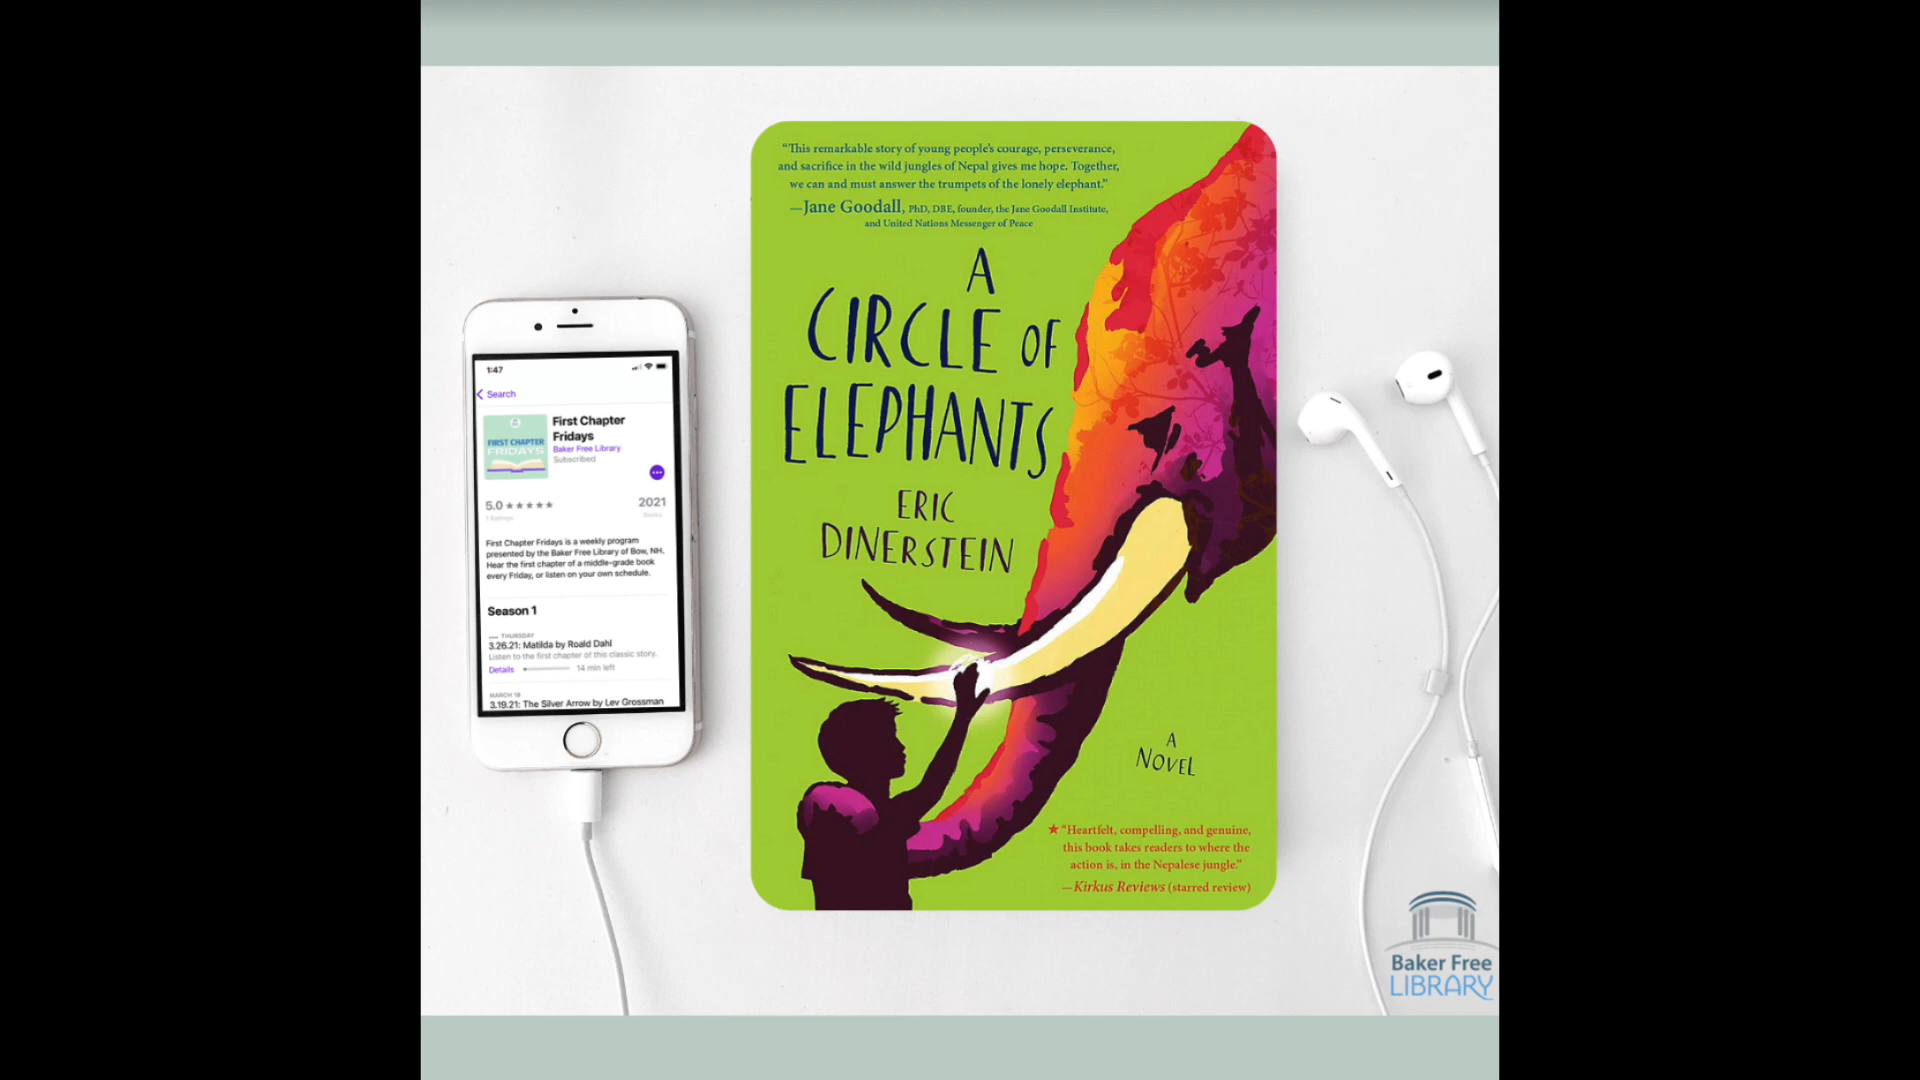 1:47
Search
FIRST CHAPTER
FRIDAYS
First Chapter
Fridays
Baker Free Library
Subscribed
5.0 ★★★★★
1 Ratings
2021
Books
First Chapter Fridays is a weekly program
presented by the Baker Free Library of Bow, NH.
Hear the first chapter of a middle-grade book
every Friday, or listen on your own schedule.
Season 1
THURSDAY
3.26.21: Matilda by Roald Dahl
Listen to the first chapter of this classic story.
Details
14 min left
MARCH 18
3.19.21: The Silver Arrow by Lev Grossman
“This remarkable story of young people’s courage, perseverance,
and sacrifice in the wild jungles of Nepal gives me hope. Together,
we can and must answer the trumpets of the lonely elephant.”
—Jane Goodall, PhD, DBE, founder, the Jane Goodall Institute,
and United Nations Messenger of Peace
A
CIRCLE OF
ELEPHANTS
ERIC
DINERSTEIN
A
NOVEL
★“Heartfelt, compelling, and genuine,
this book takes readers to where the
action is, in the Nepalese jungle.”
—Kirkus Reviews (starred review)
Baker Free
LIBRARY